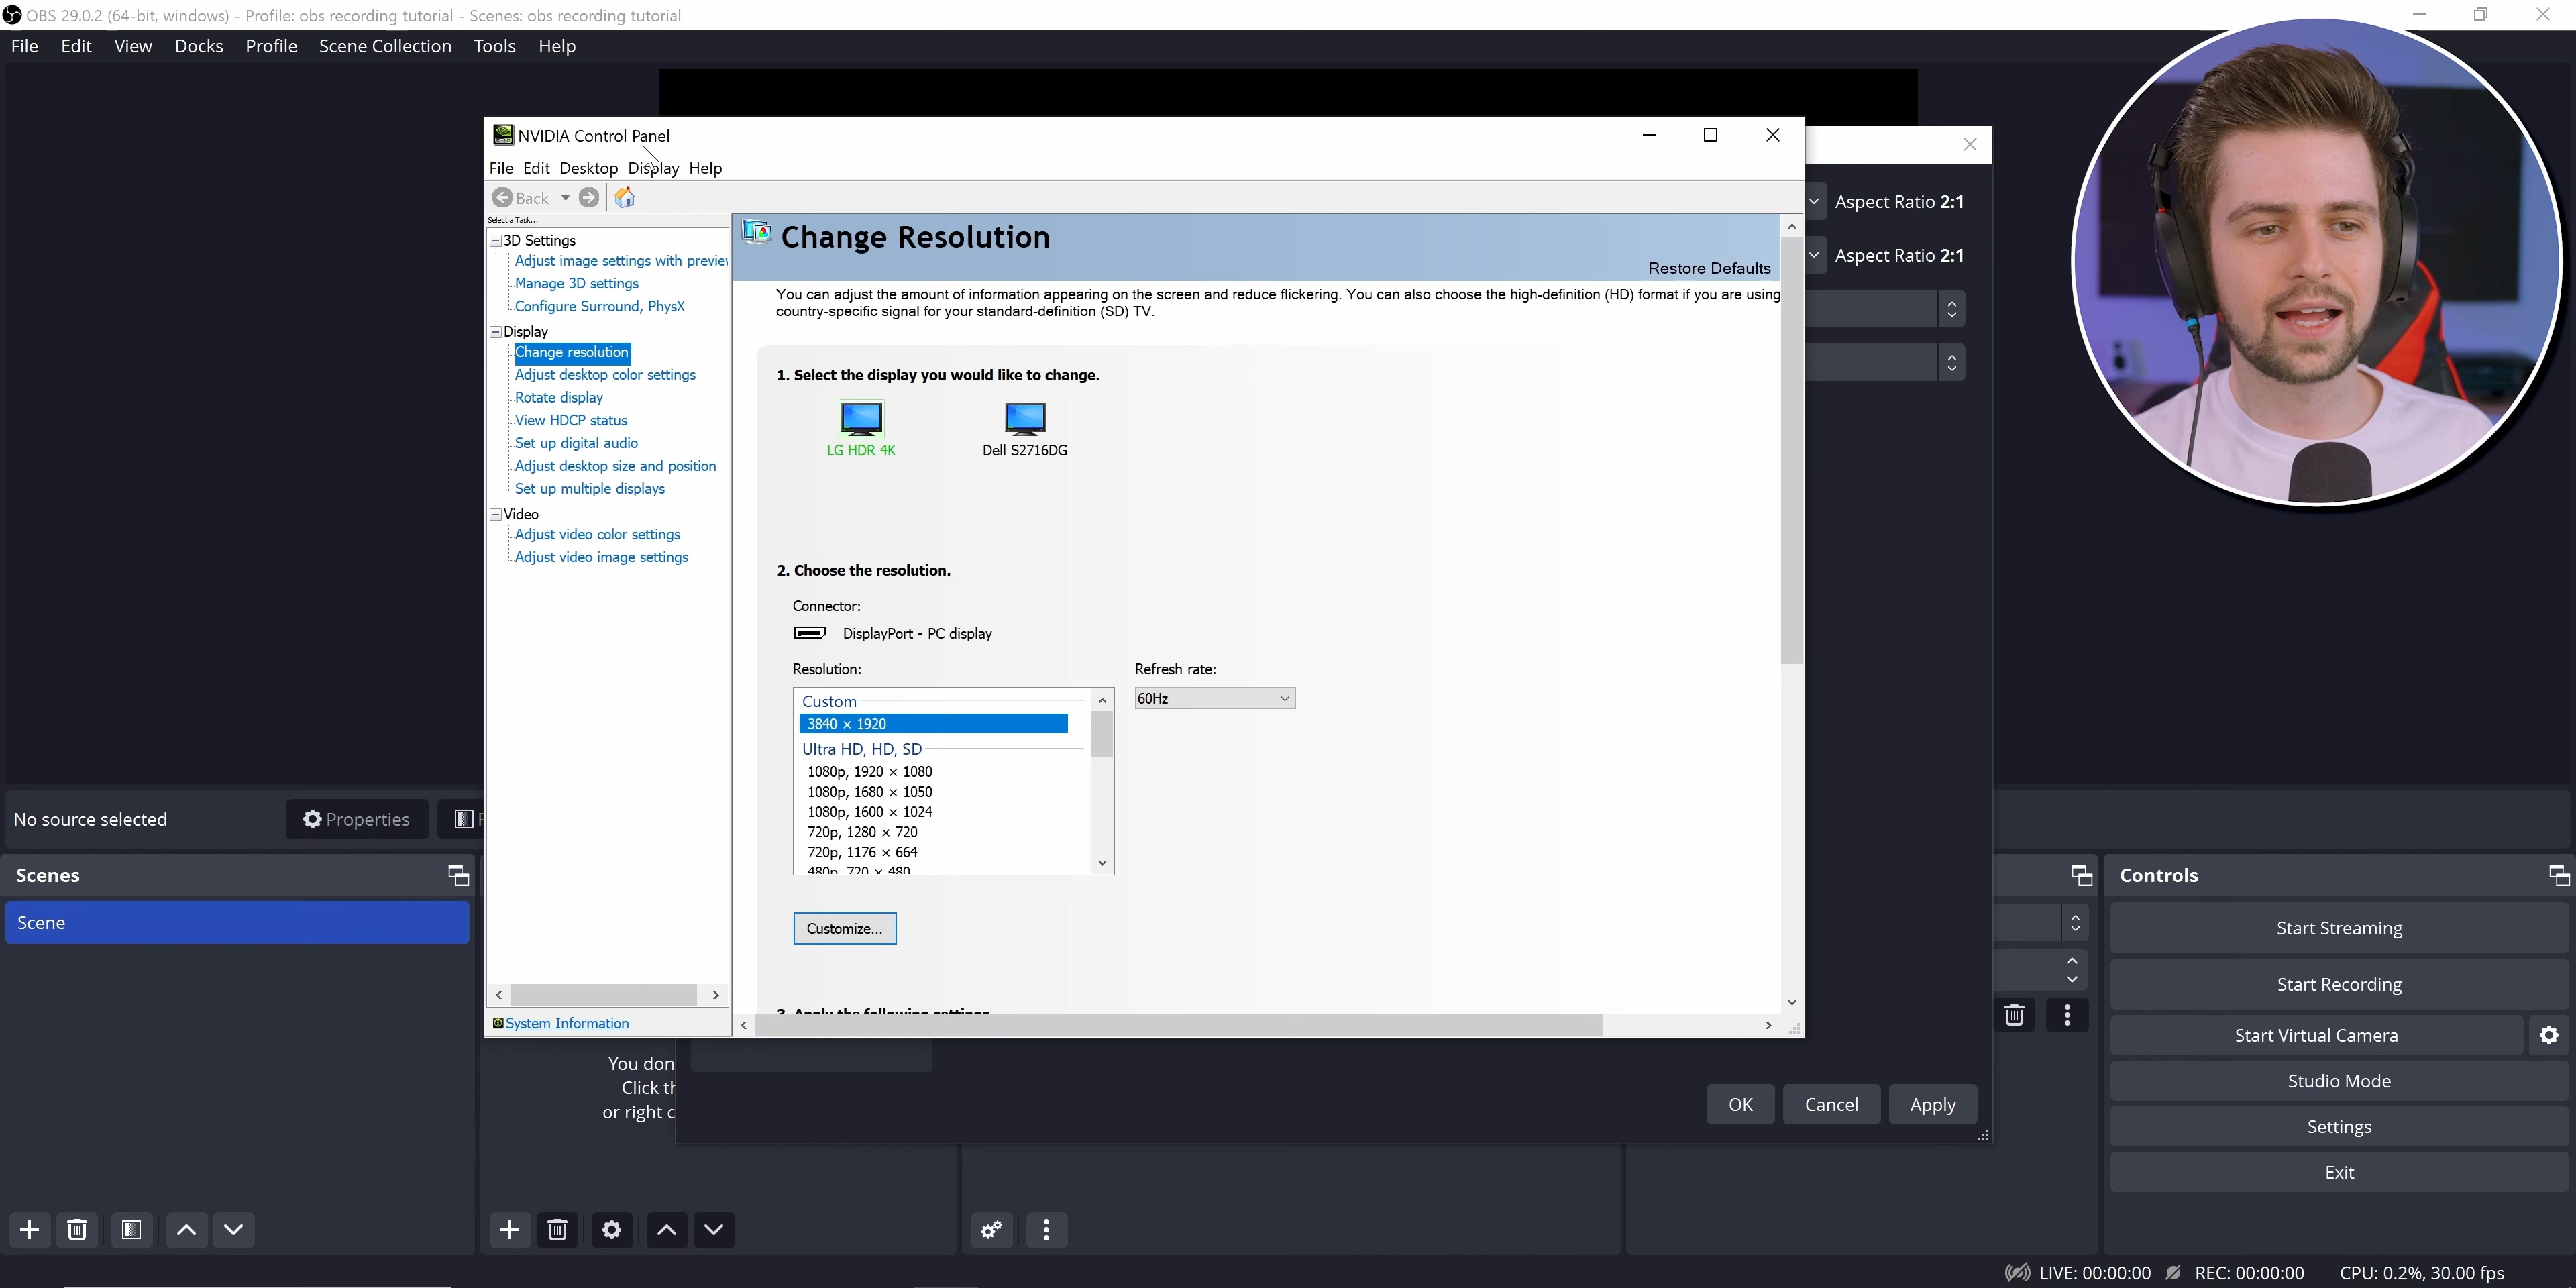 OBS 29.0.2 (64-bit, windows) - Profile: obs recording tutorial - Scenes: obs recording tutorial
File Edit View Docks Profile Scene Collection Tools Help
NVIDIA Control Panel
File Edit Desktop Display Help
Back
Select a Task...
3D Settings
Adjust image settings with preview
Manage 3D settings
Configure Surround, PhysX
Display
Change resolution
Adjust desktop color settings
Rotate display
View HDCP status
Set up digital audio
Adjust desktop size and position
Set up multiple displays
Video
Adjust video color settings
Adjust video image settings
System Information
Change Resolution
Restore Defaults
You can adjust the amount of information appearing on the screen and reduce flickering. You can also choose the high-definition (HD) format if you are using
country-specific signal for your standard-definition (SD) TV.
1. Select the display you would like to change.
LG HDR 4K
Dell S2716DG
2. Choose the resolution.
Connector:
DisplayPort - PC display
Resolution:
Refresh rate:
60Hz
Custom
3840 × 1920
Ultra HD, HD, SD
1080p, 1920 × 1080
1080p, 1680 × 1050
1080p, 1600 × 1024
720p, 1280 × 720
720p, 1176 × 664
480p, 720 × 480
Customize...
3. Apply the following settings
Aspect Ratio 2:1
Aspect Ratio 2:1
No source selected
Properties
Scenes
Scene
You don
Click th
or right c
OK
Cancel
Apply
Controls
Start Streaming
Start Recording
Start Virtual Camera
Studio Mode
Settings
Exit
LIVE: 00:00:00
REC: 00:00:00
CPU: 0.2%, 30.00 fps